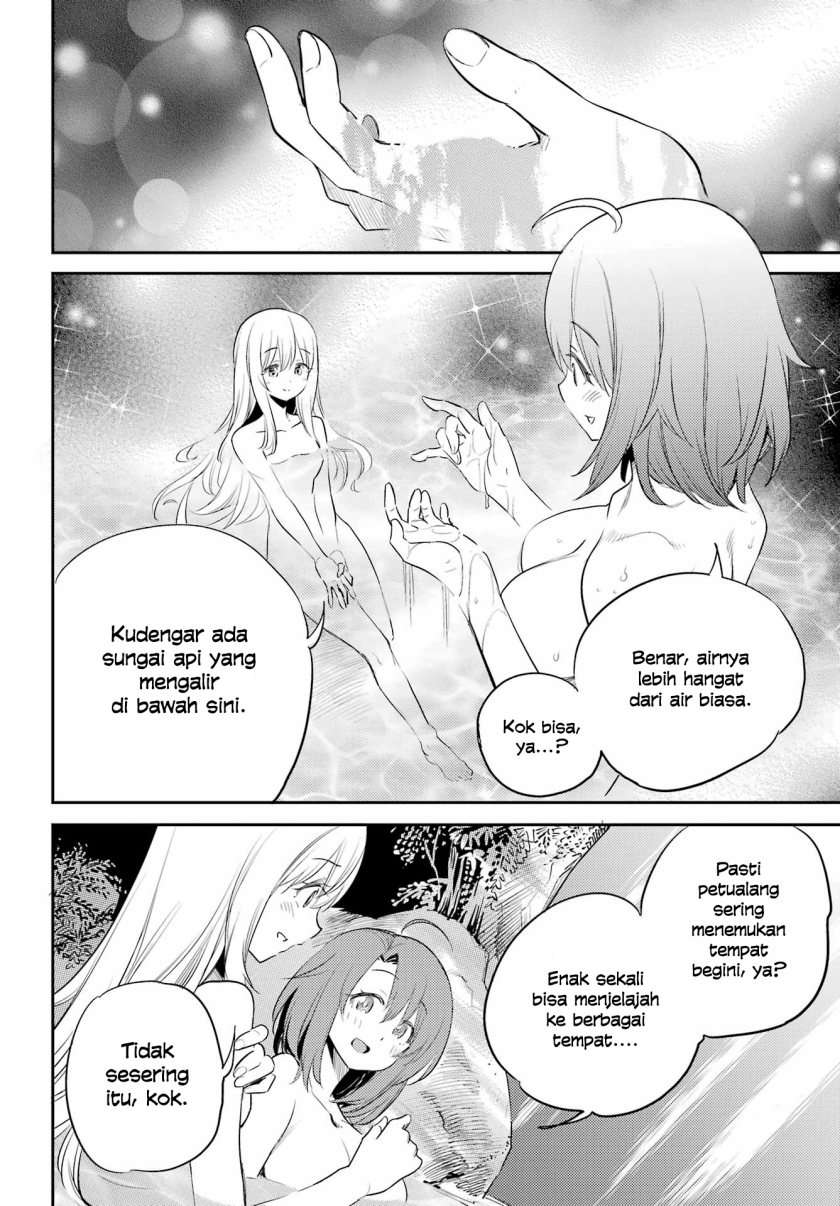 Benar, airnya
lebih hangat
dari air biasa.
Kok bisa,
ya...?
Kudengar ada
sungai api yang
mengalir
di bawah sini.
Pasti
petualang
sering
menemukan
tempat
begini, ya?
Enak sekali
bisa menjelajah
ke berbagai
tempat....
Tidak
sesering
itu, kok.